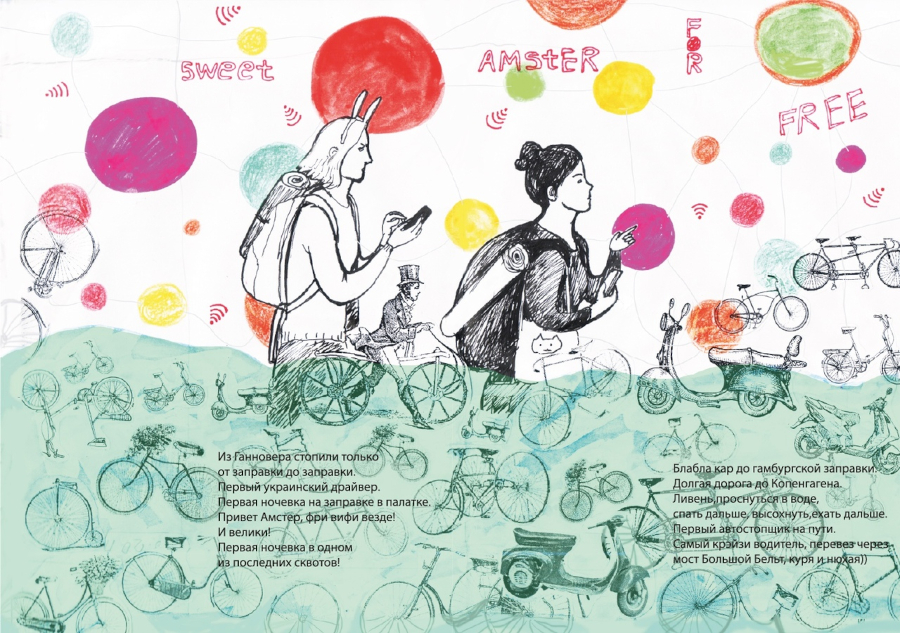 sweet
AMSTER
FOR
FREE
Из Ганновера стопили только
от заправки до заправки.
Первый украинский драйвер.
Первая ночевка на заправке в палатке.
Привет Амстер, фри вифи везде!
И велики!
Первая ночевка в одном
из последних сквотов!
Блабла кар до гамбургской заправки.
Долгая дорога до Копенгагена.
Ливень,проснуться в воде,
спать дальше, высохнуть,ехать дальше.
Первый автостопщик на пути.
Самый крэйзи водитель, перевез через
мост Большой Бельт, куря и нюхая))